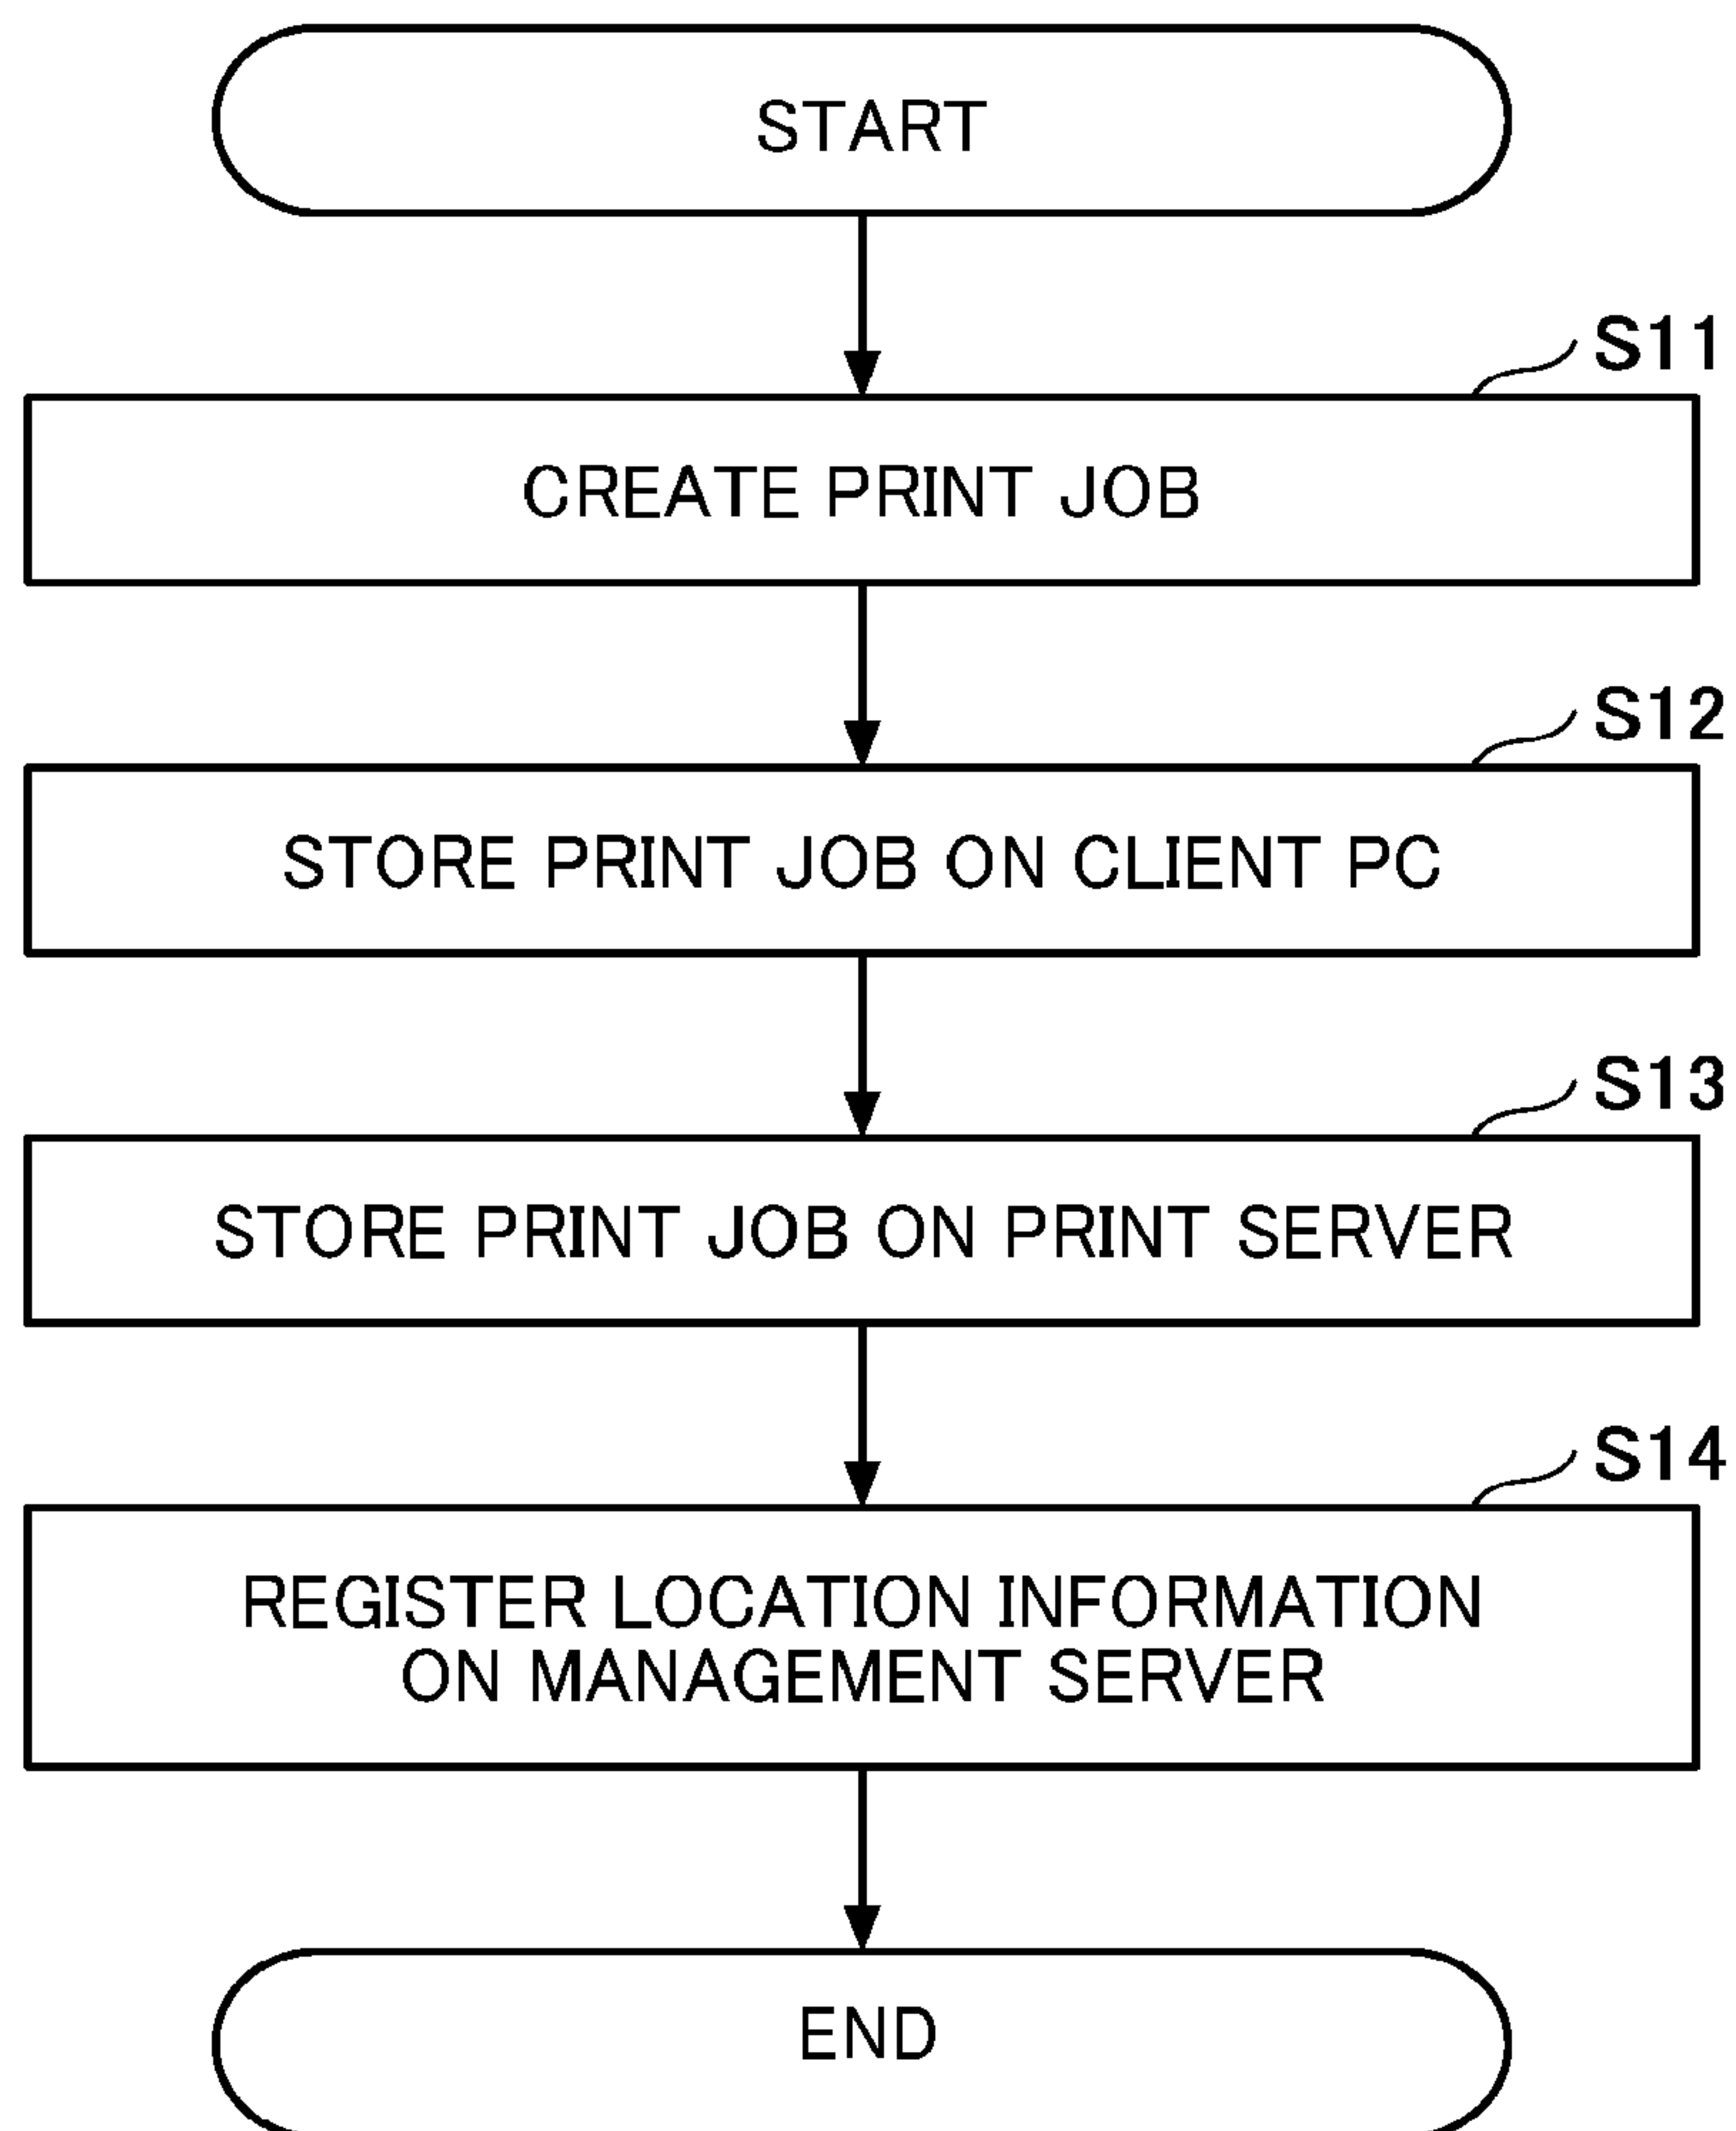 START
S11
CREATE PRINT JOB
S12
STORE PRINT JOB ON CLIENT PC
S13
STORE PRINT JOB ON PRINT SERVER
S14
REGISTER LOCATION INFORMATION
ON MANAGEMENT SERVER
END